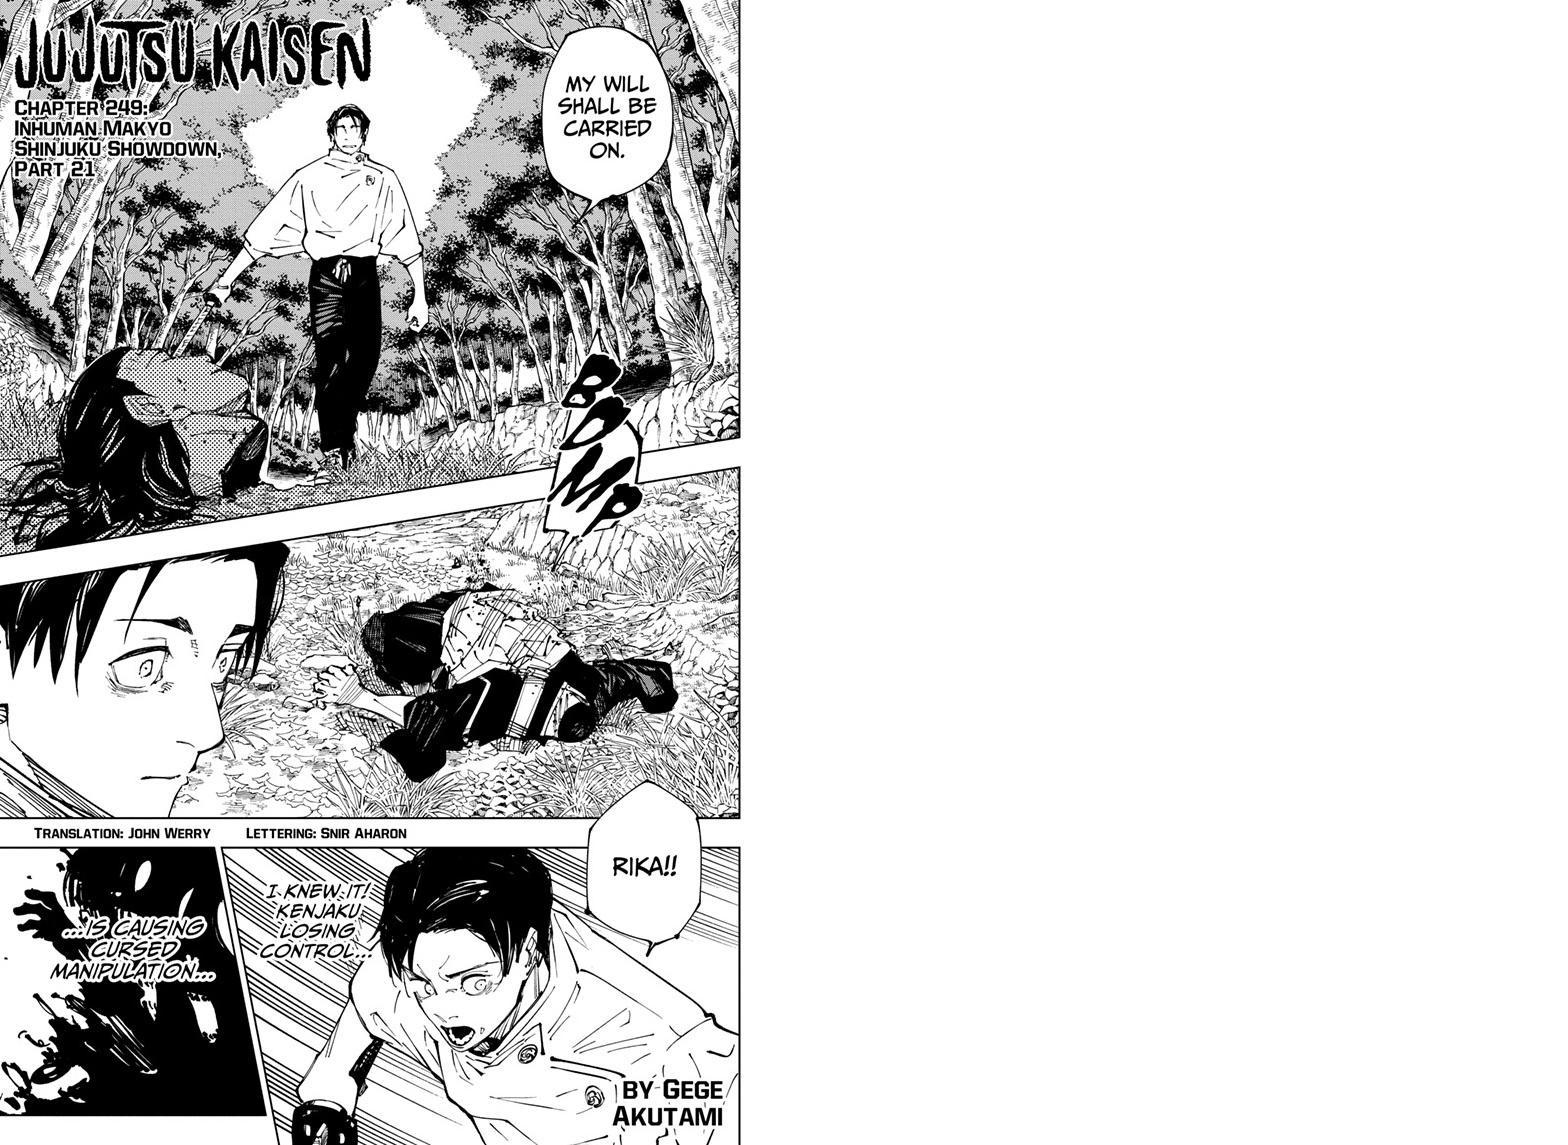 JUJUTSU KAISEN
CHAPTER 249:
INHUMAN MAKYO
SHINJUKU SHOWDOWN,
PART 21
MY WILL
SHALL BE
CARRIED
ON.
BDMP
TRANSLATION: JOHN WERRY LETTERING: SNIR AHARON
RIKA!!
I KNEW IT!
KENJAKU
LOSING
CONTROL...
...IS CAUSING
CURSED
MANIPULATION...
BY GEGE
AKUTAMI